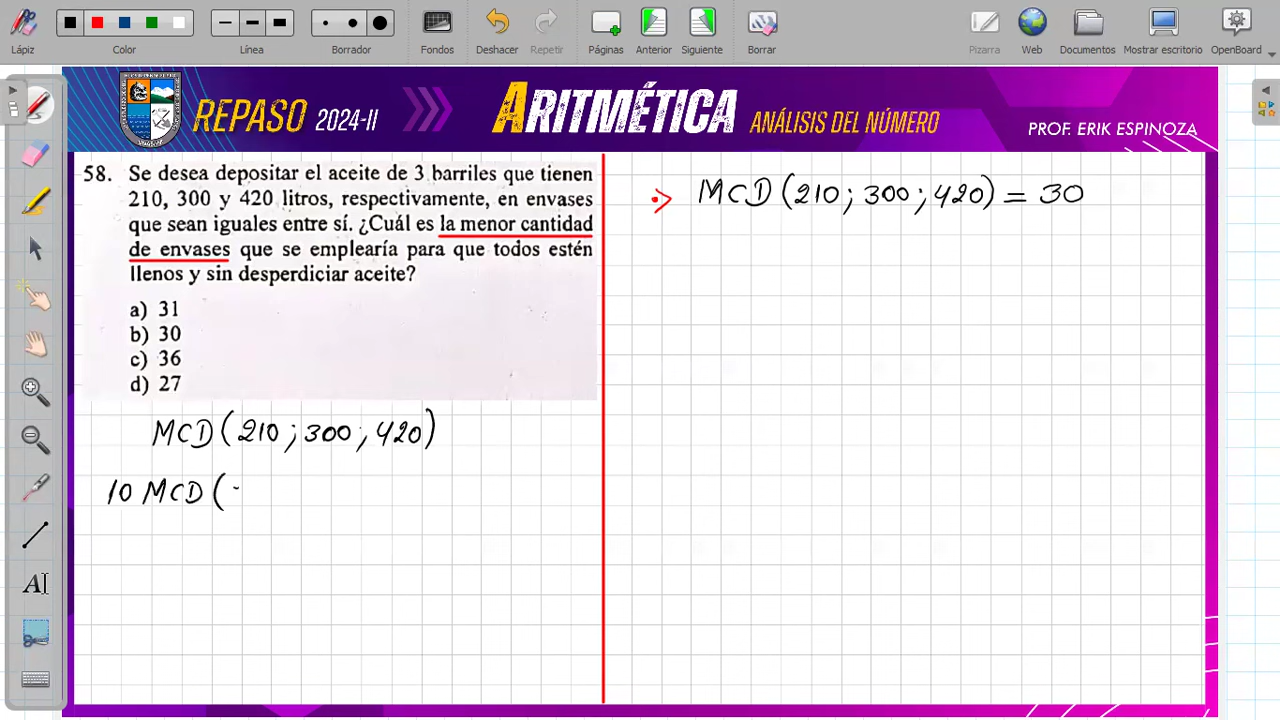 Lápiz
Color
Línea
Borrador
Fondos
Deshacer
Repetir
Páginas
Anterior
Siguiente
Borrar
Pizarra
Web
Documentos
Mostrar escritorio
OpenBoard
REPASO 2024-II
ARITMÉTICA
ANÁLISIS DEL NÚMERO
PROF. ERIK ESPINOZA
58. Se desea depositar el aceite de 3 barriles que tienen
210, 300 y 420 litros, respectivamente, en envases
que sean iguales entre sí. ¿Cuál es la menor cantidad
de envases que se emplearía para que todos estén
llenos y sin desperdiciar aceite?
a) 31
b) 30
c) 36
d) 27
MCD(210; 300; 420)
10 MCD(
MCD(210; 300; 420) = 30